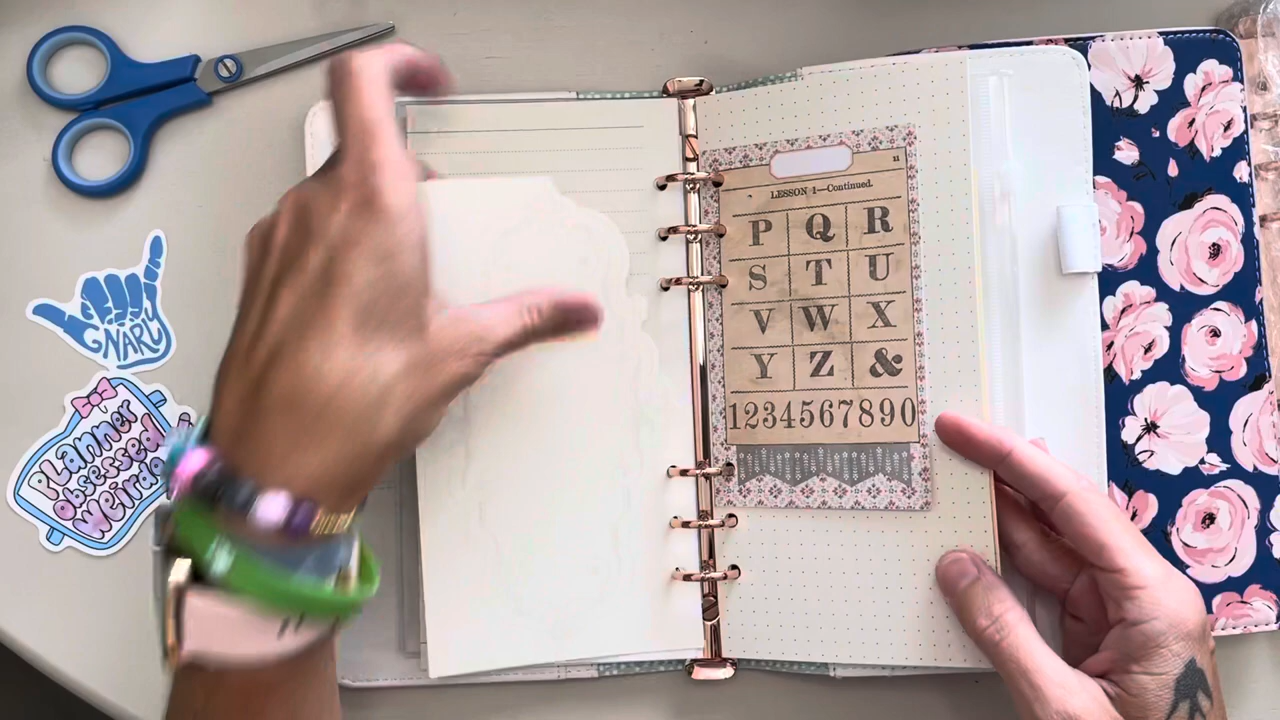 GNARLY
Planner
obsessed
weirdo
11
LESSON 1—Continued.
P Q R
S T U
V W X
Y Z &
1234567890